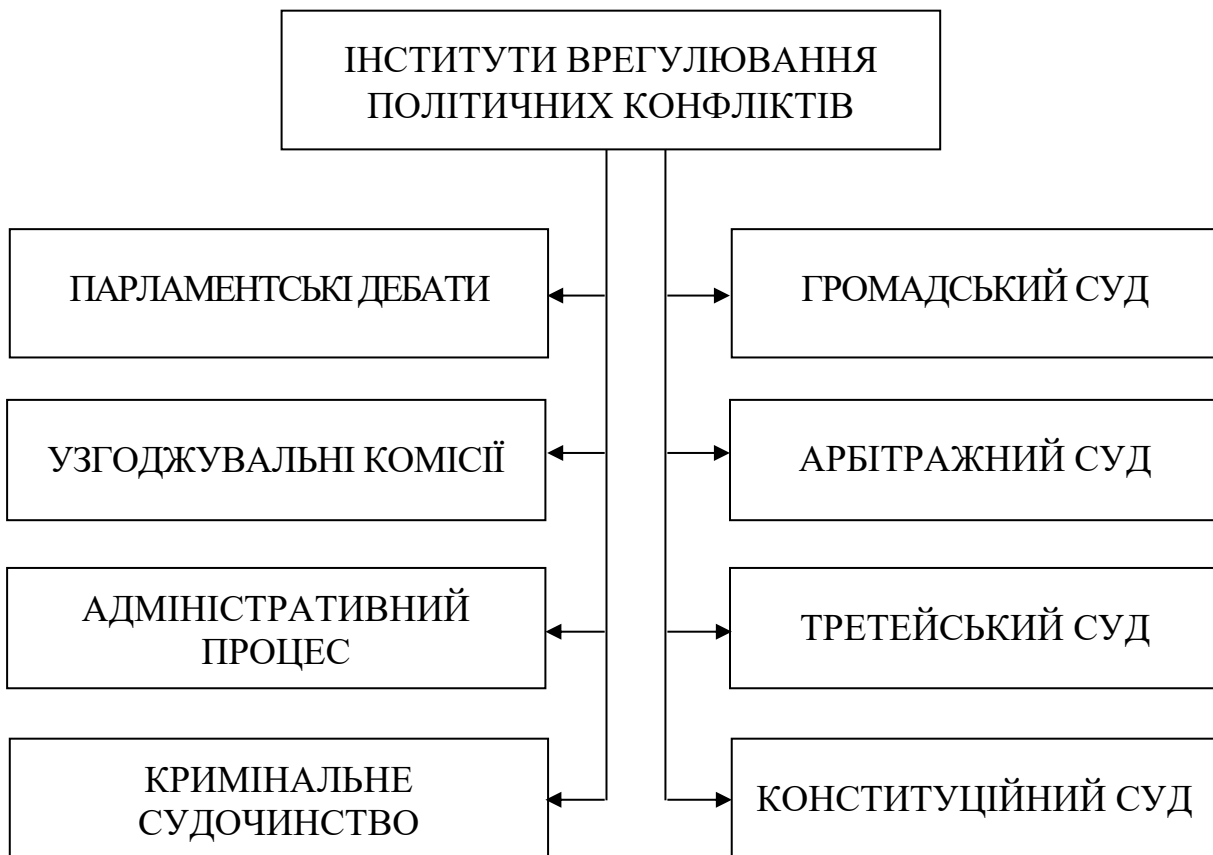 ІНСТИТУТИ ВРЕГУЛЮВАННЯ
ПОЛІТИЧНИХ КОНФЛІКТІВ
ПАРЛАМЕНТСЬКІ ДЕБАТИ
ГРОМАДСЬКИЙ СУД
УЗГОДЖУВАЛЬНІ КОМІСІЇ
АРБІТРАЖНИЙ СУД
АДМІНІСТРАТИВНИЙ
ПРОЦЕС
ТРЕТЕЙСЬКИЙ СУД
КРИМІНАЛЬНЕ
СУДОЧИНСТВО
КОНСТИТУЦІЙНИЙ СУД